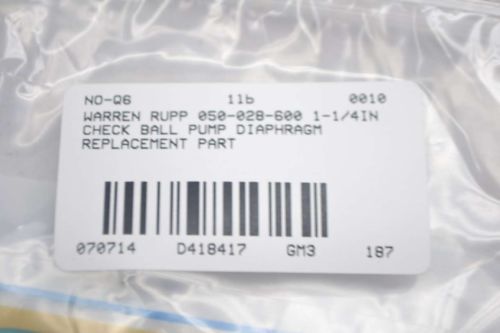 NO-Q6 11b 0010
WARREN RUPP 050-028-600 1-1/4IN
CHECK BALL PUMP DIAPHRAGM
REPLACEMENT PART
070714 D418417 GM3 187